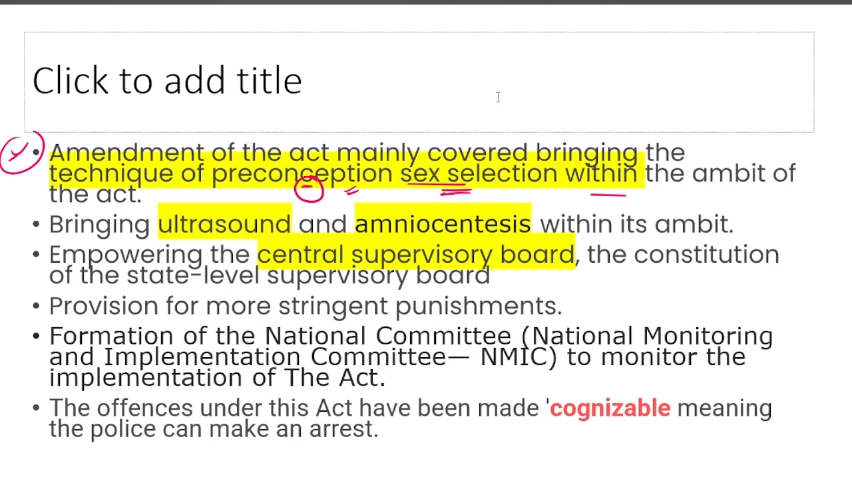 Click to add title
• Amendment of the act mainly covered bringing the
technique of preconception sex selection within the ambit of
the act.
• Bringing ultrasound and amniocentesis within its ambit.
• Empowering the central supervisory board, the constitution
of the state-level supervisory board
• Provision for more stringent punishments.
• Formation of the National Committee (National Monitoring
and Implementation Committee— NMIC) to monitor the
implementation of The Act.
• The offences under this Act have been made 'cognizable meaning
the police can make an arrest.